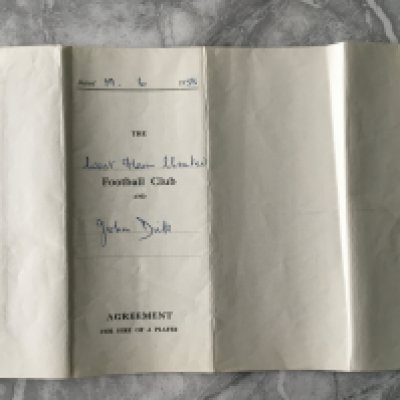 THE
West Ham United
Football Club
AND
John Dick
AGREEMENT
FOR HIRE OF A PLAYER